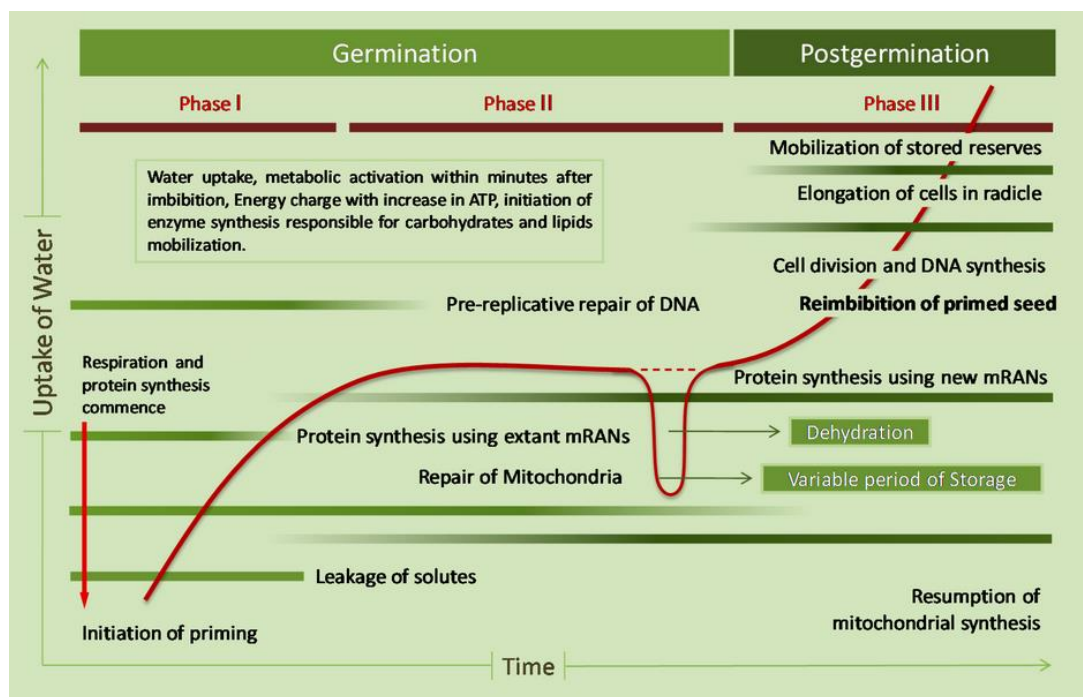 Germination
Postgermination
Phase I
Phase II
Phase III
Mobilization of stored reserves
Water uptake, metabolic activation within minutes after
imbibition, Energy charge with increase in ATP, initiation of
enzyme synthesis responsible for carbohydrates and lipids
mobilization.
Elongation of cells in radicle
Cell division and DNA synthesis
Pre-replicative repair of DNA
Reimbibition of primed seed
Uptake of Water
Respiration and
protein synthesis
commence
Protein synthesis using new mRANs
Protein synthesis using extant mRANs
Dehydration
Repair of Mitochondria
Variable period of Storage
Leakage of solutes
Resumption of
mitochondrial synthesis
Initiation of priming
Time